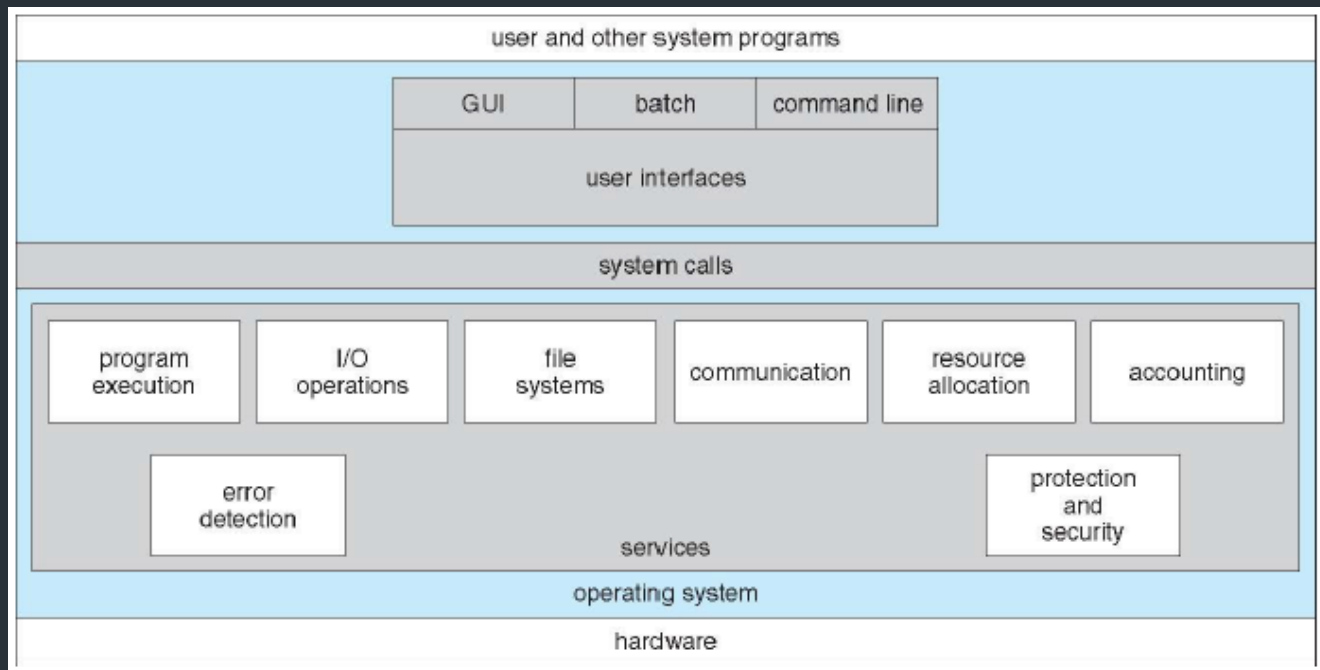 user and other system programs
GUI
batch
command line
user interfaces
system calls
program
execution
I/O
operations
file
systems
communication
resource
allocation
accounting
error
detection
protection
and
security
services
operating system
hardware